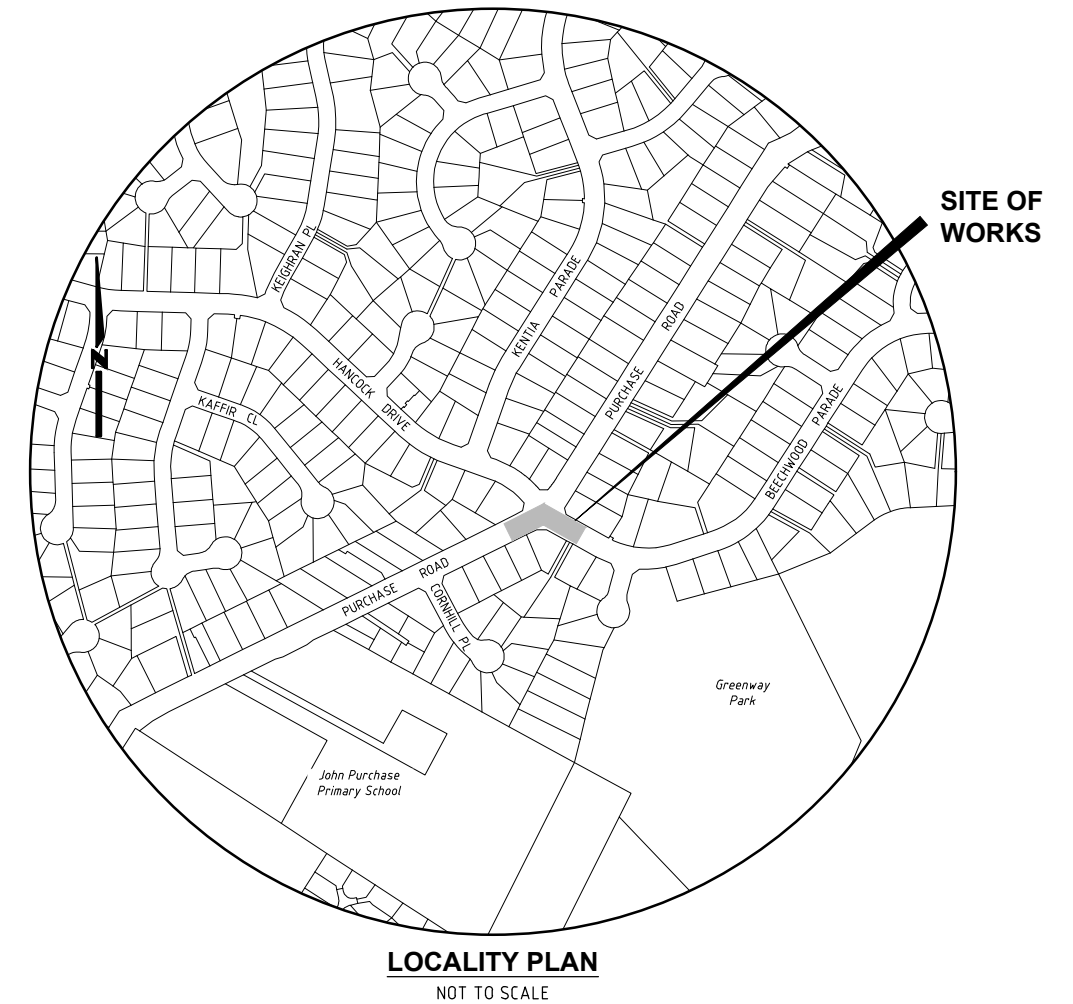 SITE OF
WORKS
KEIGHRAN PL
KENTIA PARADE
PURCHASE ROAD
N
HANCOCK DRIVE
KAFFIR CL
BEECHWOOD PARADE
PURCHASE ROAD
CORNHILL PL
Greenway
Park
John Purchase
Primary School
LOCALITY PLAN
NOT TO SCALE